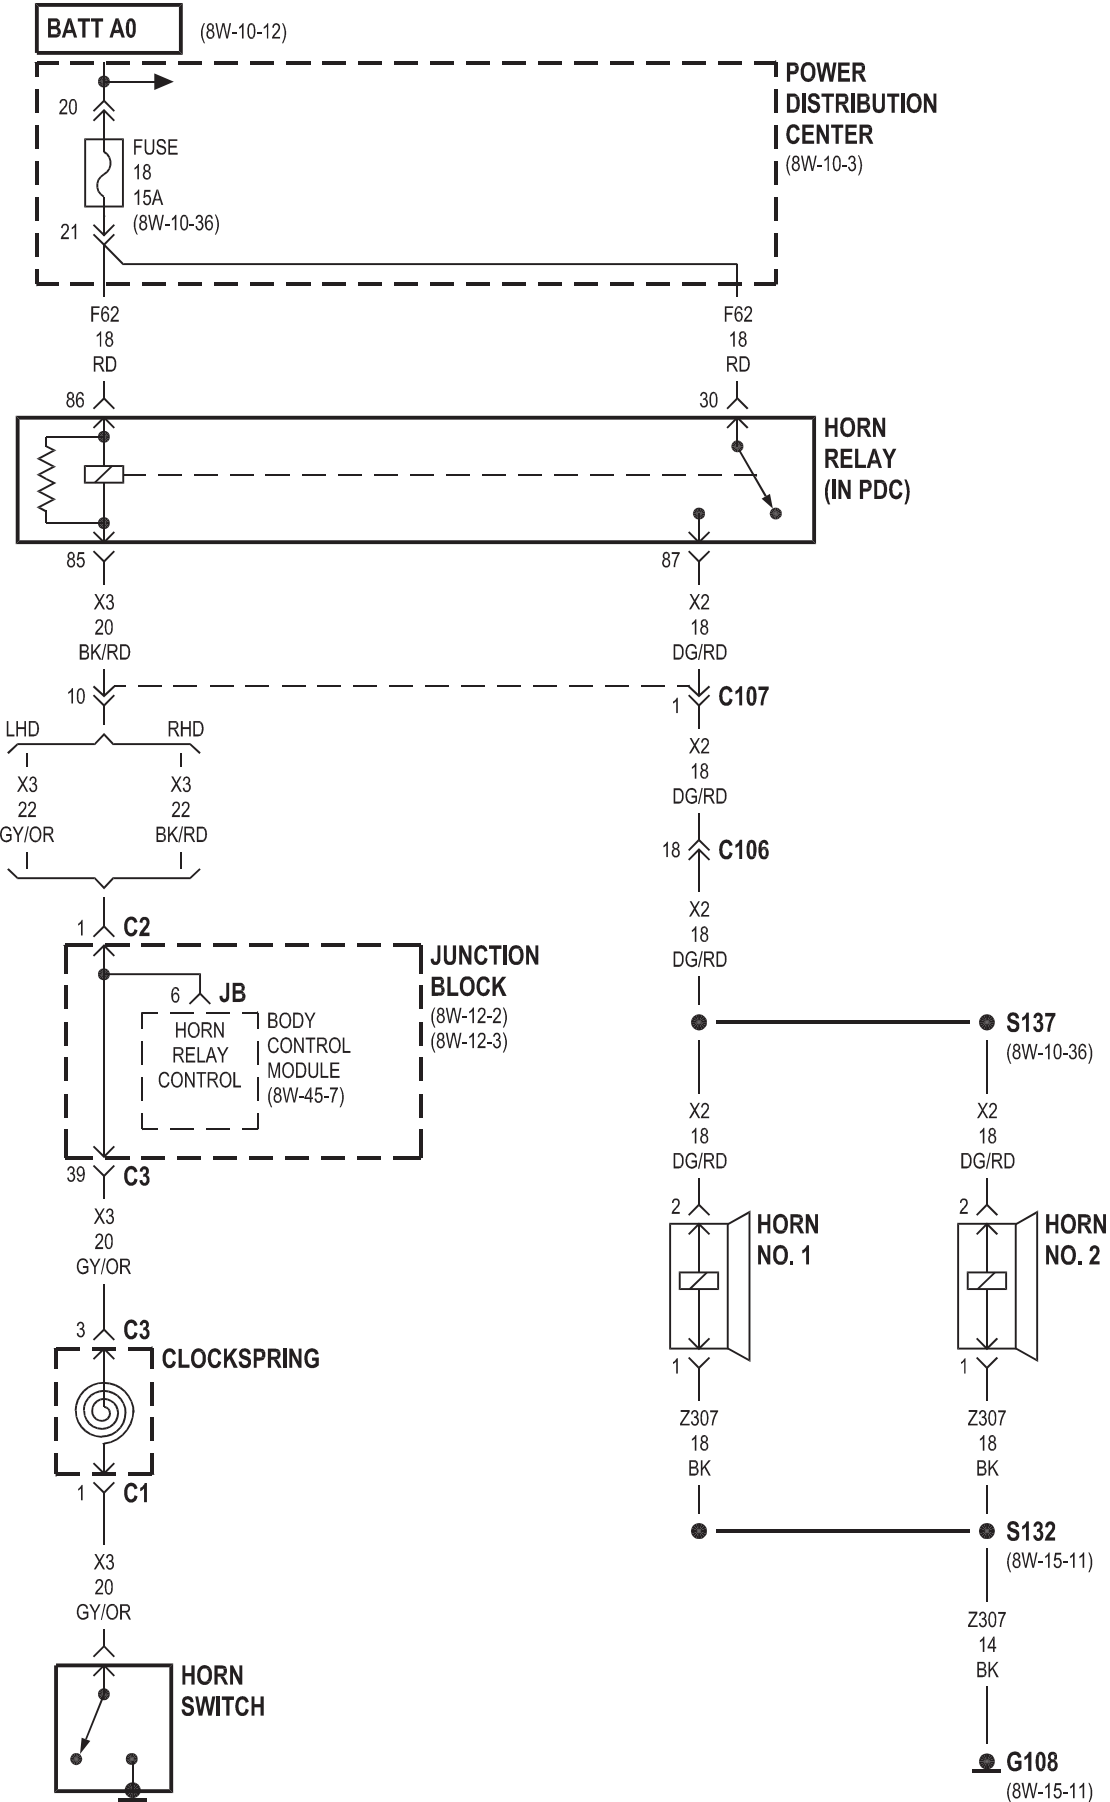 BATT A0
(8W-10-12)
POWER
DISTRIBUTION
CENTER
(8W-10-3)
20
FUSE
18
15A
(8W-10-36)
21
F62
18
RD
F62
18
RD
86
30
HORN
RELAY
(IN PDC)
85
87
X3
20
BK/RD
X2
18
DG/RD
10
1
C107
LHD
RHD
X3
22
GY/OR
X3
22
BK/RD
X2
18
DG/RD
18
C106
1
C2
X2
18
DG/RD
JUNCTION
BLOCK
(8W-12-2)
(8W-12-3)
6
JB
HORN
RELAY
CONTROL
BODY
CONTROL
MODULE
(8W-45-7)
S137
(8W-10-36)
X2
18
DG/RD
X2
18
DG/RD
39
C3
X3
20
GY/OR
2
HORN
NO. 1
1
2
HORN
NO. 2
1
3
C3
CLOCKSPRING
1
C1
Z307
18
BK
Z307
18
BK
S132
(8W-15-11)
X3
20
GY/OR
Z307
14
BK
HORN
SWITCH
G108
(8W-15-11)